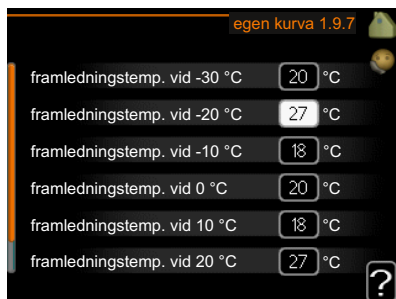 egen kurva 1.9.7
framledningstemp. vid -30 °C 20 °C
framledningstemp. vid -20 °C 27 °C
framledningstemp. vid -10 °C 18 °C
framledningstemp. vid 0 °C 20 °C
framledningstemp. vid 10 °C 18 °C
framledningstemp. vid 20 °C 27 °C
?